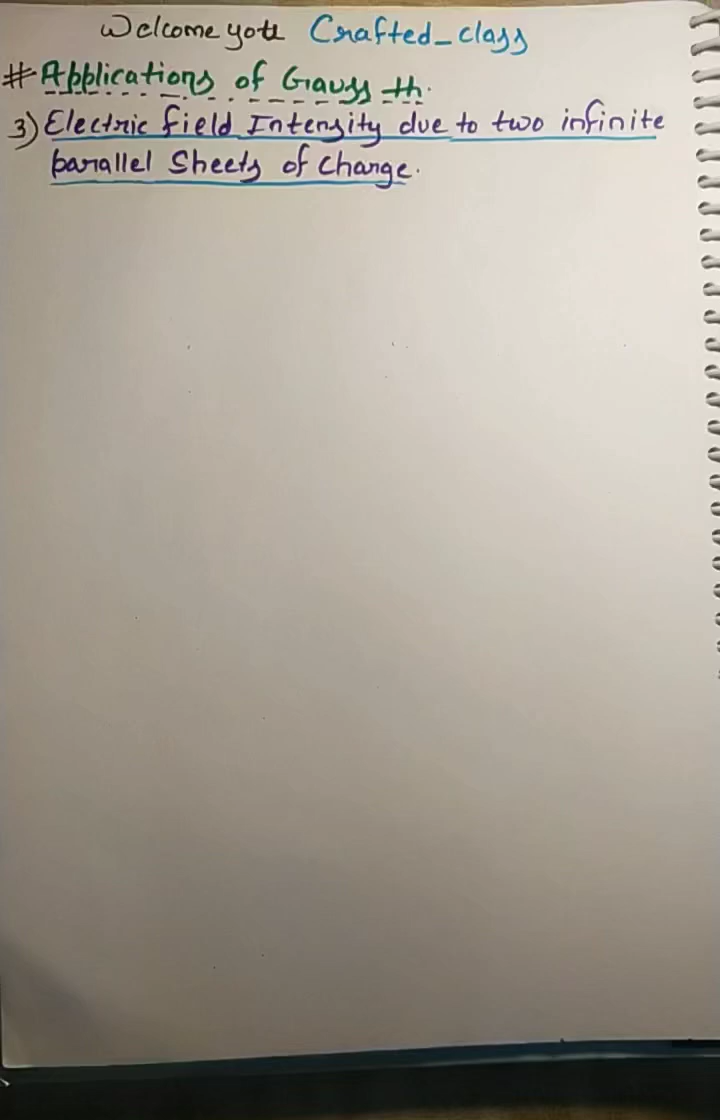 Welcome you Crafted_class
# Applications of Gauss th.
3) Electric field Intensity due to two infinite
parallel Sheets of Charge.